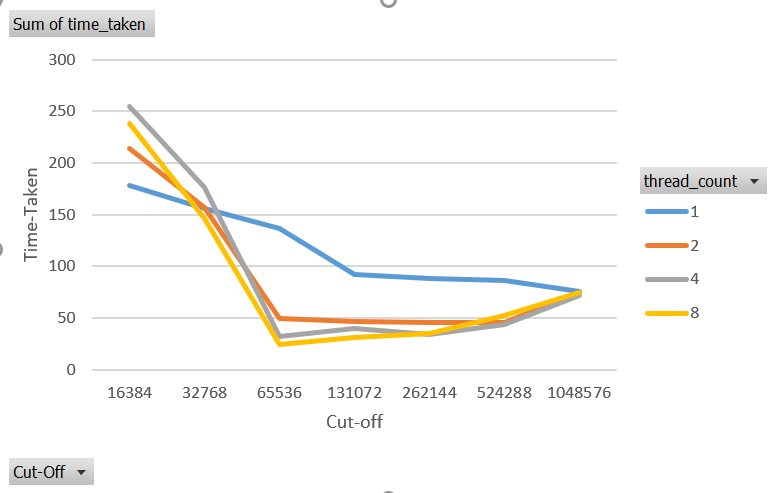 Sum of time_taken
300
250
200
150
100
50
0
Time-Taken
16384 32768 65536 131072 262144 524288 1048576
Cut-off
thread_count
1
2
4
8
Cut-Off